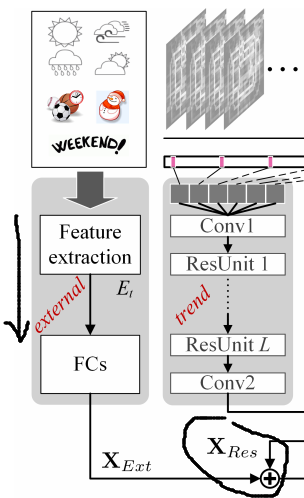 WEEKEND!
Feature
extraction
E_t
external
FCs
X_Ext
Conv1
ResUnit 1
trend
ResUnit L
Conv2
X_Res